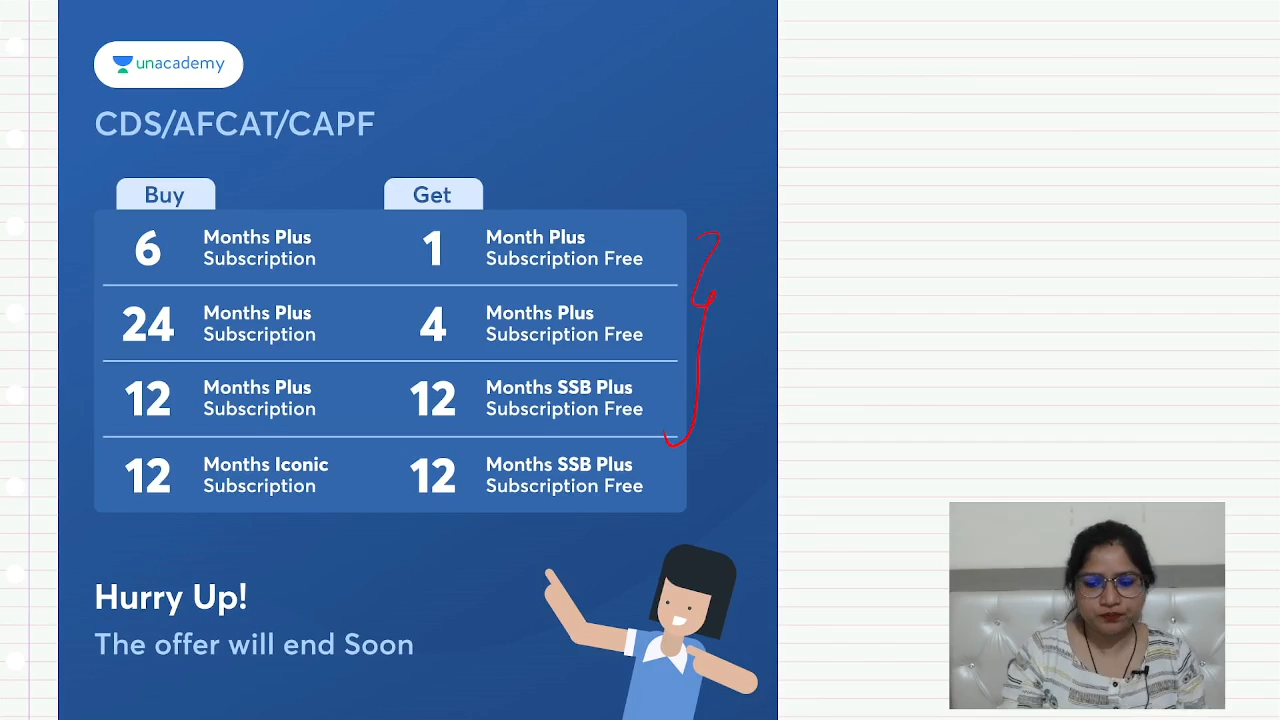 unacademy
CDS/AFCAT/CAPF
Buy
Get
6
Months Plus
Subscription
1
Month Plus
Subscription Free
24
Months Plus
Subscription
4
Months Plus
Subscription Free
12
Months Plus
Subscription
12
Months SSB Plus
Subscription Free
12
Months Iconic
Subscription
12
Months SSB Plus
Subscription Free
Hurry Up!
The offer will end Soon